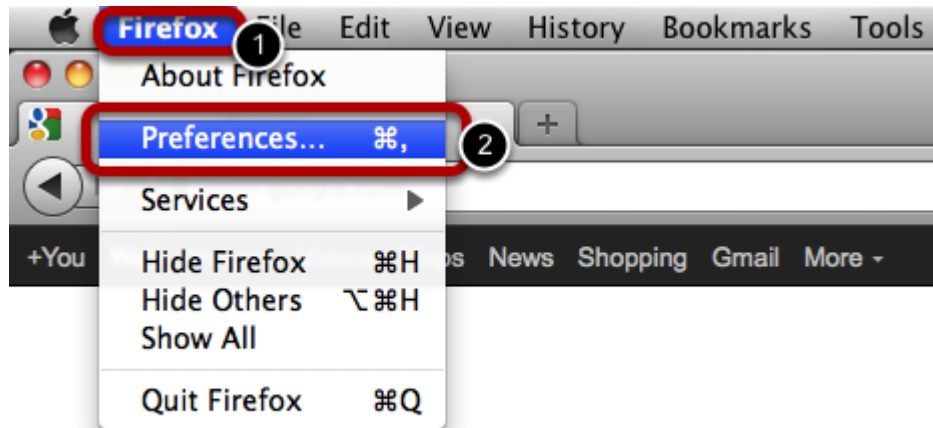 Firefox File Edit View History Bookmarks Tools
1
About Firefox
Preferences... ⌘,
2
Services
+You News Shopping Gmail More
Hide Firefox ⌘H
Hide Others ⌥⌘H
Show All
Quit Firefox ⌘Q